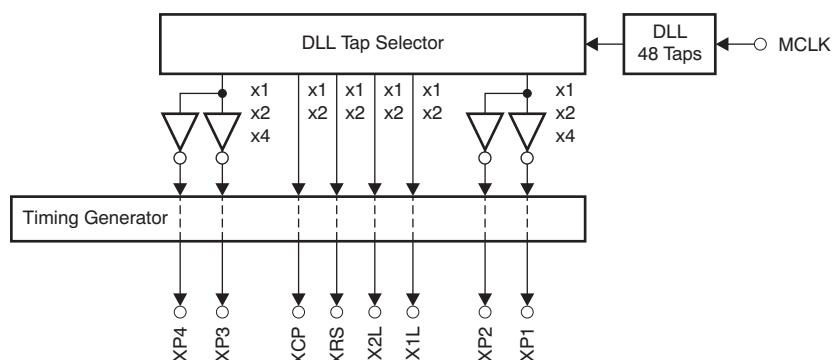 DLL Tap Selector
DLL
48 Taps
MCLK
x1
x2
x4
x1
x2
x1
x2
x1
x2
x1
x2
x1
x2
x4
Timing Generator
XP4
XP3
XCP
XRS
X2L
X1L
XP2
XP1